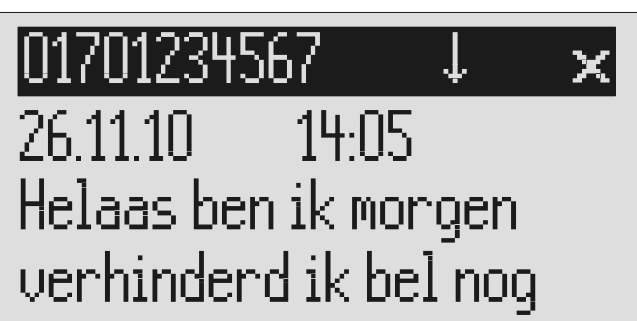 01701234567 ↓ ×
26.11.10 14:05
Helaas ben ik morgen
verhinderd ik bel nog